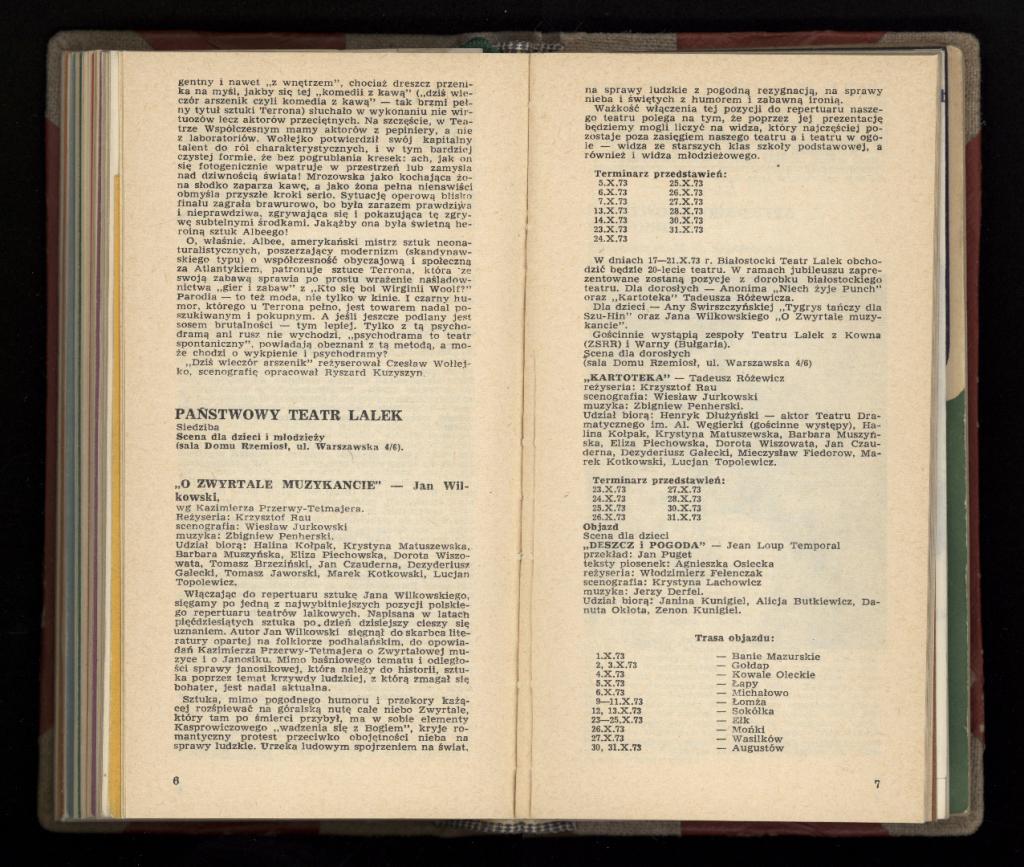 gentny i nawet „z wnętrzem", chociaż dreszcz przeni-
ka na myśl, jakby się tej „komedii z kawą" („dziś wie-
czór arszenik czyli komedia z kawą" — tak brzmi peł-
ny tytuł sztuki Terrona) słuchało w wykonaniu nie wir-
tuozów lecz aktorów przeciętnych. Na szczęście, w Tea-
trze Współczesnym mamy aktorów z pepiniery, a nie
z laboratoriów. Wołłejko potwierdził swój kapitalny
talent do ról charakterystycznych, i w tym bardziej
czystej formie, że bez pogrubiania kresek: ach, jak on
się fotogenicznie wpatruje w przestrzeń lub zamyśla
nad dziwnością świata! Mrozowska jako kochająca żo-
na słodko zaparza kawę, a jako żona pełna nienawiści
obmyśla przyszłe kroki serio. Sytuację operową blisko
finału zagrała brawurowo, bo była zarazem prawdziwa
i nieprawdziwa, zgrywająca się i pokazująca tę zgry-
wę subtelnymi środkami. Jakążby ona była świetną he-
roiną sztuk Albeego!
O, właśnie. Albee, amerykański mistrz sztuk neona-
turalistycznych, poszerzający modernizm (skandynaw-
skiego typu) o współczesność obyczajową i społeczną
za Atlantykiem, patronuje sztuce Terrona, która ze
swoją zabawą sprawia po prostu wrażenie naśladow-
nictwa „gier i zabaw" z „Kto się boi Wirginii Woolf?"
Parodia — to też moda, nie tylko w kinie. I czarny hu-
mor, którego u Terrona pełno, jest towarem nadal po-
szukiwanym i pokupnym. A jeśli jeszcze podlany jest
sosem brutalności — tym lepiej. Tylko z tą psycho-
dramą ani rusz nie wychodzi, „psychodrama to teatr
spontaniczny", powiadają obeznani z tą metodą, a mo-
że chodzi o wykpienie i psychodramy?
„Dziś wieczór arszenik" reżyserował Czesław Wołłej-
ko, scenografię opracował Ryszard Kuzyszyn.
PAŃSTWOWY TEATR LALEK
Siedziba
Scena dla dzieci i młodzieży
(sala Domu Rzemiosł, ul. Warszawska 4/6).
„O ZWYRTALE MUZYKANCIE" — Jan Wil-
kowski,
wg Kazimierza Przerwy-Tetmajera.
Reżyseria: Krzysztof Rau
scenografia: Wiesław Jurkowski
muzyka: Zbigniew Penherski.
Udział biorą: Halina Kołpak, Krystyna Matuszewska,
Barbara Muszyńska, Eliza Piechowska, Dorota Wiszo-
wata, Tomasz Brzeziński, Jan Czauderna, Dezyderiusz
Gałecki, Tomasz Jaworski, Marek Kotkowski, Lucjan
Topolewicz.
Włączając do repertuaru sztukę Jana Wilkowskiego,
sięgamy po jedną z najwybitniejszych pozycji polskie-
go repertuaru teatrów lalkowych. Napisana w latach
pięćdziesiątych sztuka po dzień dzisiejszy cieszy się
uznaniem. Autor Jan Wilkowski sięgnął do skarbca lite-
ratury opartej na folklorze podhalańskim, do opowia-
dań Kazimierza Przerwy-Tetmajera o Zwyrtałowej mu-
zyce i o Janosiku. Mimo baśniowego tematu i odległo-
ści sprawy janosikowej, która należy do historii, sztu-
ka poprzez temat krzywdy ludzkiej, z którą zmagał się
bohater, jest nadal aktualna.
Sztuka, mimo pogodnego humoru i przekory każą-
cej rozśpiewać na góralską nutę całe niebo Zwyrtale,
który tam po śmierci przybył, ma w sobie elementy
Kasprowiczowego „wadzenia się z Bogiem", kryje ro-
mantyczny protest przeciwko obojętności nieba na
sprawy ludzkie. Urzeka ludowym spojrzeniem na świat,
6
na sprawy ludzkie z pogodną rezygnacją, na sprawy
nieba i świętych z humorem i zabawną ironią.
Ważkość włączenia tej pozycji do repertuaru nasze-
go teatru polega na tym, że poprzez jej prezentację
będziemy mogli liczyć na widza, który najczęściej po-
zostaje poza zasięgiem naszego teatru a i teatru w ogó-
le — widza ze starszych klas szkoły podstawowej, a
również i widza młodzieżowego.
Terminarz przedstawień:
5.X.73 25.X.73
6.X.73 26.X.73
7.X.73 27.X.73
13.X.73 28.X.73
14.X.73 30.X.73
23.X.73 31.X.73
24.X.73
W dniach 17—21.X.73 r. Białostocki Teatr Lalek obcho-
dzić będzie 20-lecie teatru. W ramach jubileuszu zapre-
zentowane zostaną pozycje z dorobku białostockiego
teatru. Dla dorosłych — Anonima „Niech żyje Punch"
oraz „Kartoteka" Tadeusza Różewicza.
Dla dzieci — Any Świrszczyńskiej „Tygrys tańczy dla
Szu-Hin" oraz Jana Wilkowskiego „O Zwyrtale muzy-
kancie".
Gościnnie wystąpią zespoły Teatru Lalek z Kowna
(ZSRR) i Warny (Bułgaria).
Scena dla dorosłych
(sala Domu Rzemiosł, ul. Warszawska 4/6)
„KARTOTEKA" — Tadeusz Różewicz
reżyseria: Krzysztof Rau
scenografia: Wiesław Jurkowski
muzyka: Zbigniew Penherski.
Udział biorą: Henryk Dłużyński — aktor Teatru Dra-
matycznego im. Al. Węgierki (gościnne występy), Ha-
lina Kołpak, Krystyna Matuszewska, Barbara Muszyń-
ska, Eliza Piechowska, Dorota Wiszowata, Jan Czau-
derna, Dezyderiusz Gałecki, Mieczysław Fiedorow, Ma-
rek Kotkowski, Lucjan Topolewicz.
Terminarz przedstawień:
23.X.73 27.X.73
24.X.73 28.X.73
25.X.73 30.X.73
26.X.73 31.X.73
Objazd
Scena dla dzieci
„DESZCZ i POGODA" — Jean Loup Temporal
przekład: Jan Puget
teksty piosenek: Agnieszka Osiecka
reżyseria: Włodzimierz Fełenczak
scenografia: Krystyna Lachowicz
muzyka: Jerzy Derfel.
Udział biorą: Janina Kunigiel, Alicja Butkiewicz, Da-
nuta Okłota, Zenon Kunigiel.
Trasa objazdu:
1.X.73 — Banie Mazurskie
2, 3.X.73 — Gołdap
4.X.73 — Kowale Oleckie
5.X.73 — Łapy
6.X.73 — Michałowo
9—11.X.73 — Łomża
12, 13.X.73 — Sokółka
23—25.X.73 — Ełk
26.X.73 — Mońki
27.X.73 — Wasilków
30, 31.X.73 — Augustów
7